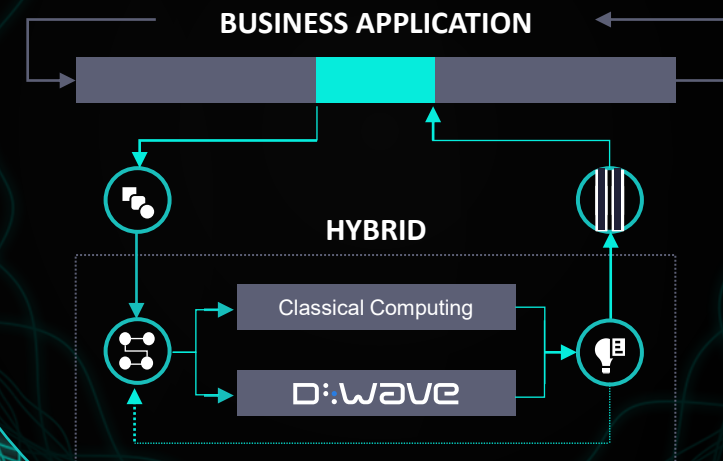 BUSINESS APPLICATION
HYBRID
Classical Computing
D:wave